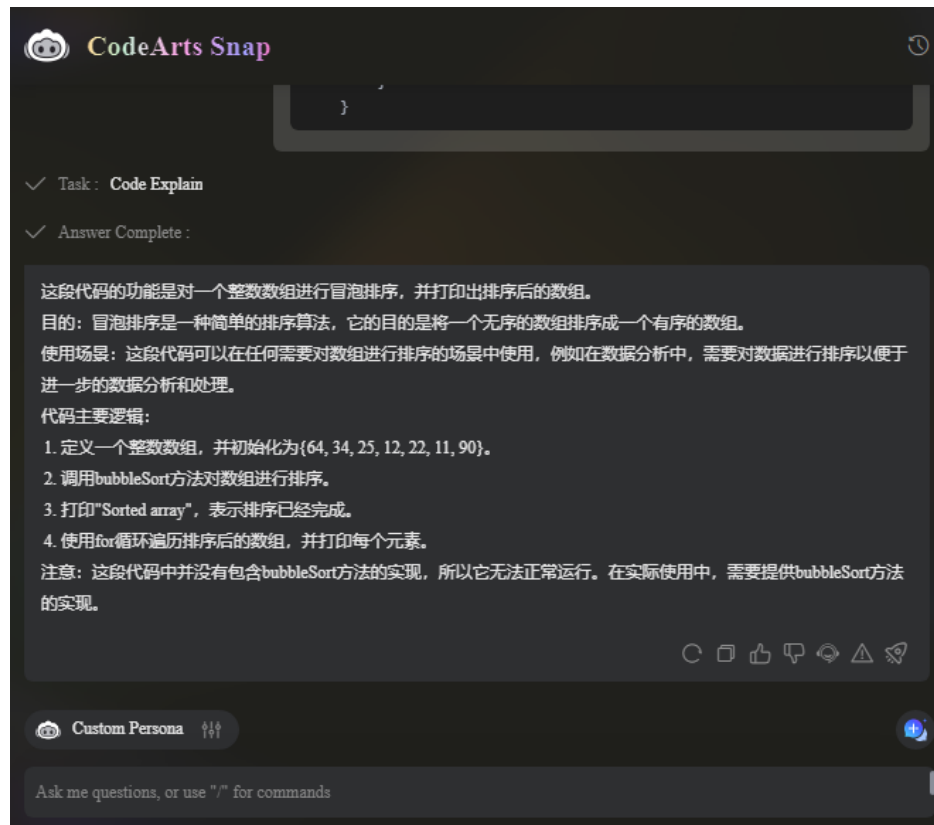 CodeArts Snap
}
}
Task : Code Explain
Answer Complete :
这段代码的功能是对一个整数数组进行冒泡排序，并打印出排序后的数组。
目的：冒泡排序是一种简单的排序算法，它的目的是将一个无序的数组排序成一个有序的数组。
使用场景：这段代码可以在任何需要对数组进行排序的场景中使用，例如在数据分析中，需要对数据进行排序以便于
进一步的数据分析和处理。
代码主要逻辑：
1. 定义一个整数数组，并初始化为{64, 34, 25, 12, 22, 11, 90}。
2. 调用bubbleSort方法对数组进行排序。
3. 打印"Sorted array"，表示排序已经完成。
4. 使用for循环遍历排序后的数组，并打印每个元素。
注意：这段代码中并没有包含bubbleSort方法的实现，所以它无法正常运行。在实际使用中，需要提供bubbleSort方法
的实现。
Custom Persona
Ask me questions, or use "/" for commands